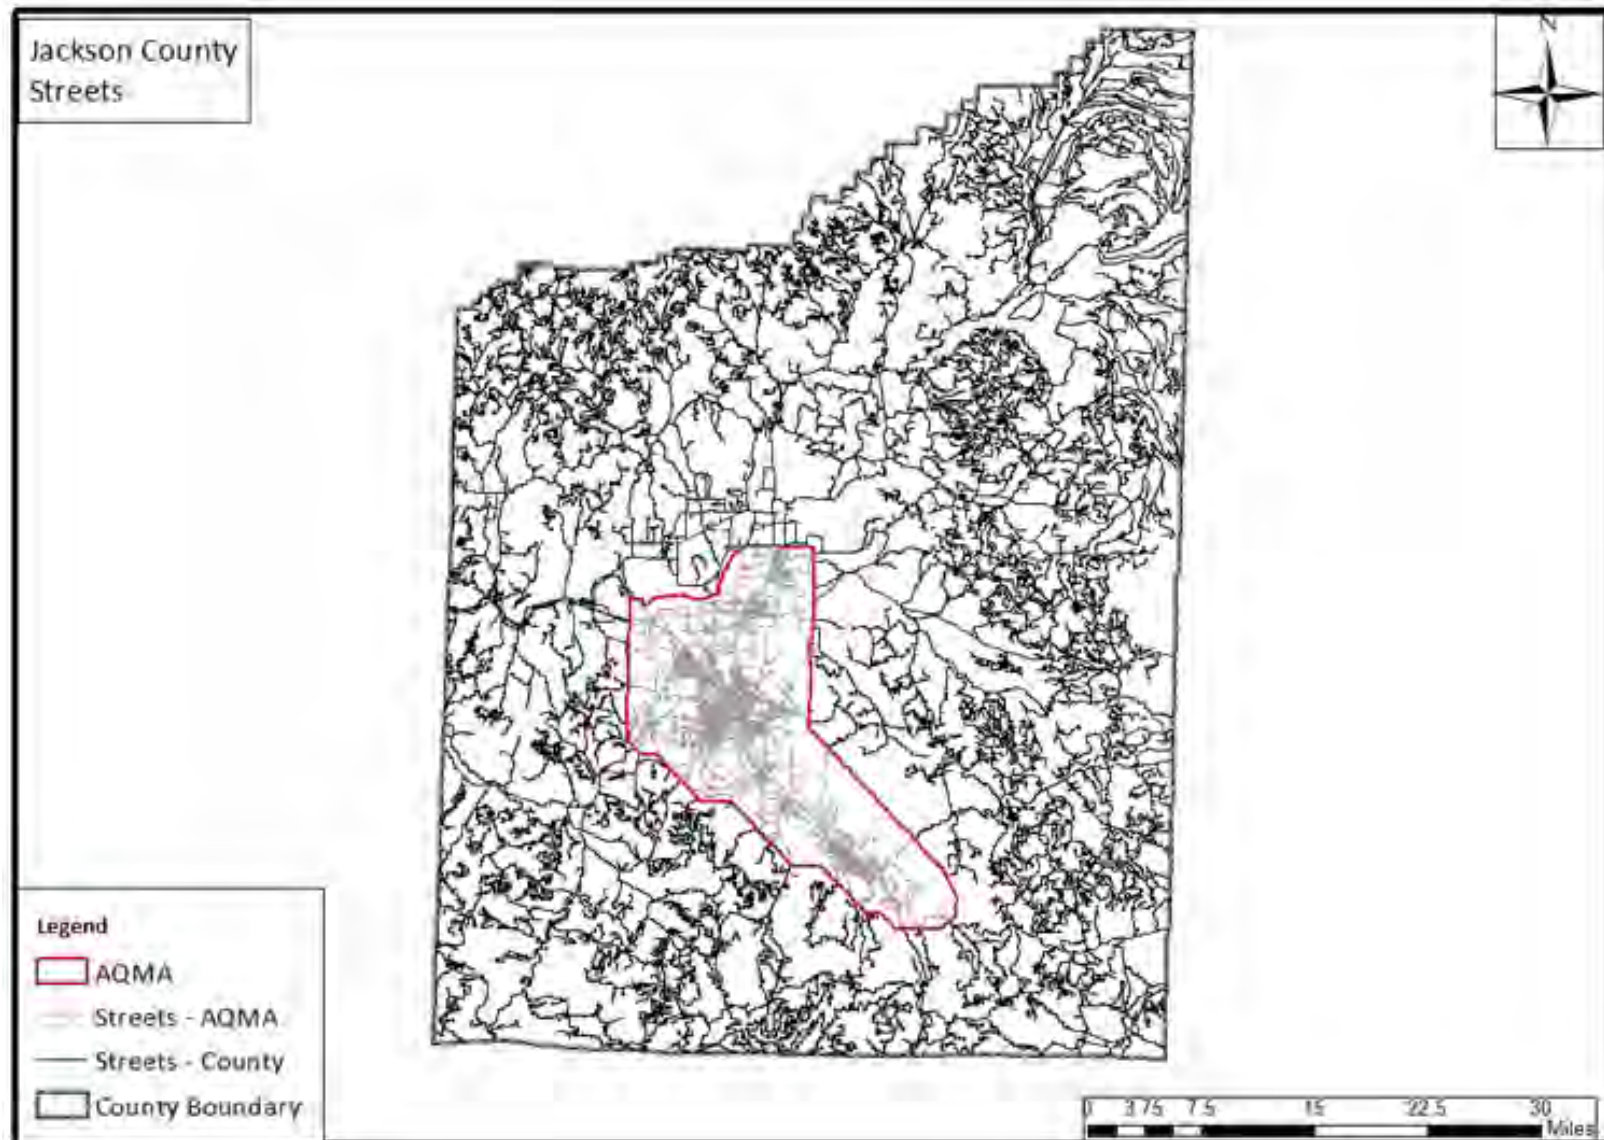 Jackson County
Streets
N
Legend
AQMA
Streets - AQMA
Streets - County
County Boundary
0 3.75 7.5 15 22.5 30
Miles